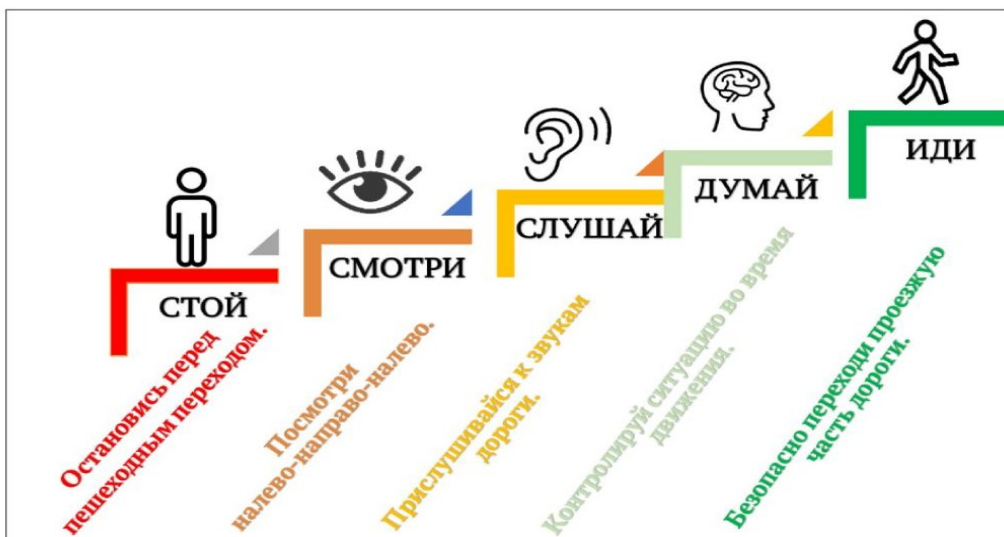 СТОЙ
Остановись перед
пешеходным переходом.
СМОТРИ
Посмотри
налево-направо-налево.
СЛУШАЙ
Прислушивайся к звукам
дороги.
ДУМАЙ
Контролируй ситуацию во время
движения.
ИДИ
Безопасно переходи проезжую
часть дороги.